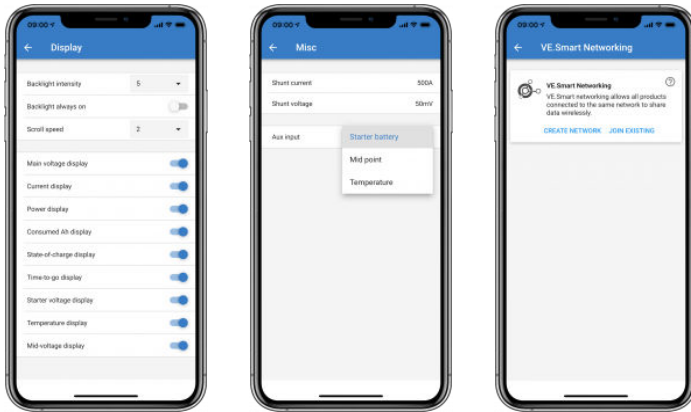 09:00
Display
Backlight intensity 5
Backlight always on
Scroll speed 2
Main voltage display
Current display
Power display
Consumed Ah display
State-of-charge display
Time-to-go display
Starter voltage display
Temperature display
Mid-voltage display
09:00
Misc
Shunt current 500A
Shunt voltage 50mV
Aux input Starter battery
Mid point
Temperature
09:00
VE.Smart Networking
VE.Smart Networking
VE.Smart networking allows all products
connected to the same network to share
data wirelessly.
CREATE NETWORK JOIN EXISTING